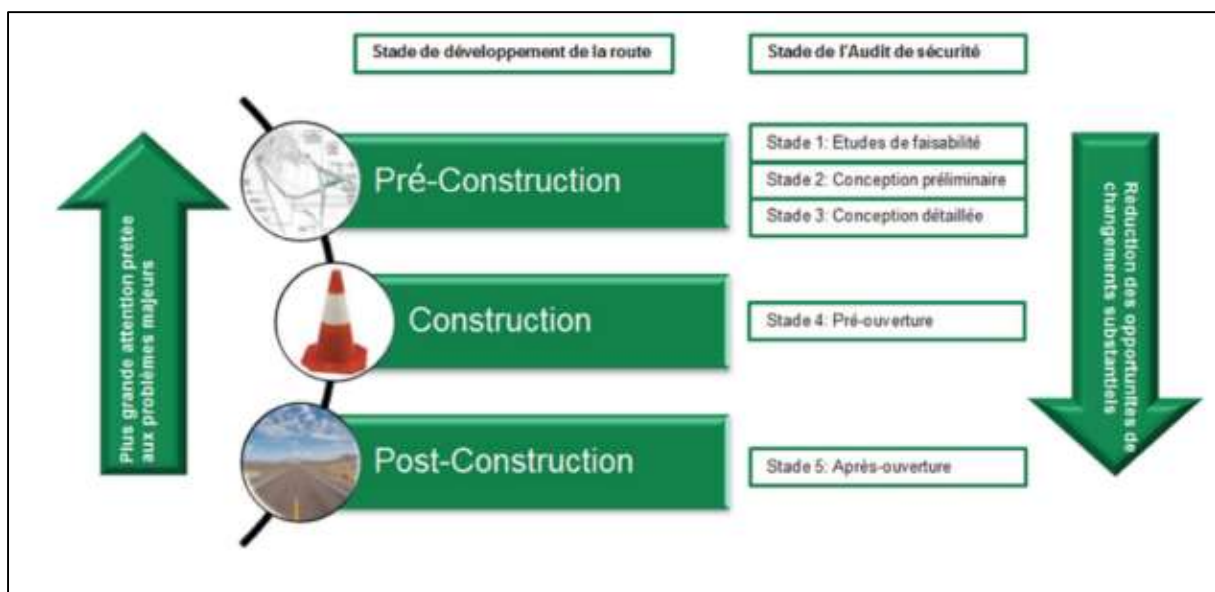 Stade de développement de la route
Stade de l'Audit de sécurité
Plus grande attention prêtée
aux problèmes majeurs
Pré-Construction
Stade 1: Etudes de faisabilité
Stade 2: Conception préliminaire
Stade 3: Conception détaillée
Construction
Stade 4: Pré-ouverture
Post-Construction
Stade 5: Après-ouverture
Réduction des opportunites de
changements substantiels